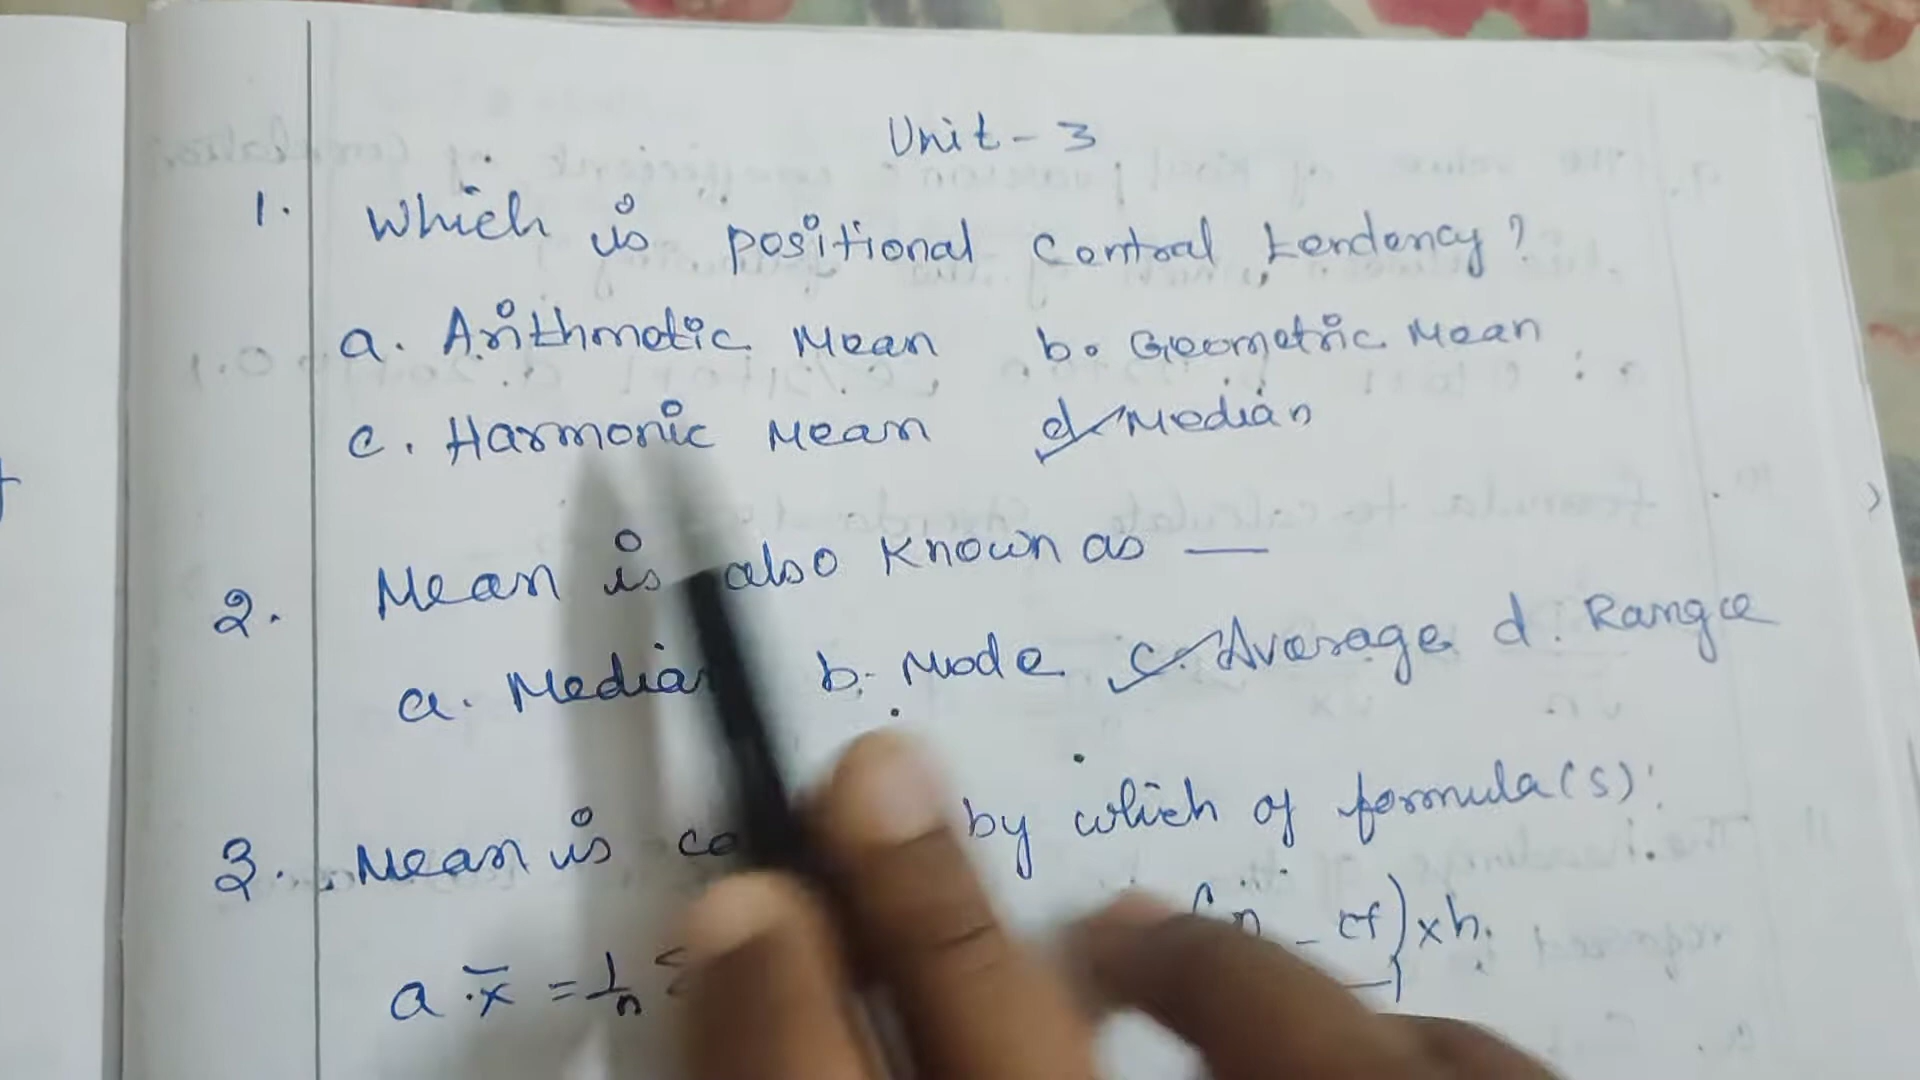 Unit - 3
1. Which is positional Central tendency?
a. Arithmetic Mean b. Geometric Mean
c. Harmonic Mean d. Median
2. Mean is also Known as —
a. Median b. Mode c. Average d. Range
3. Mean is by which of formula(s):
a. x̄ = 1/n n - cf) x h.